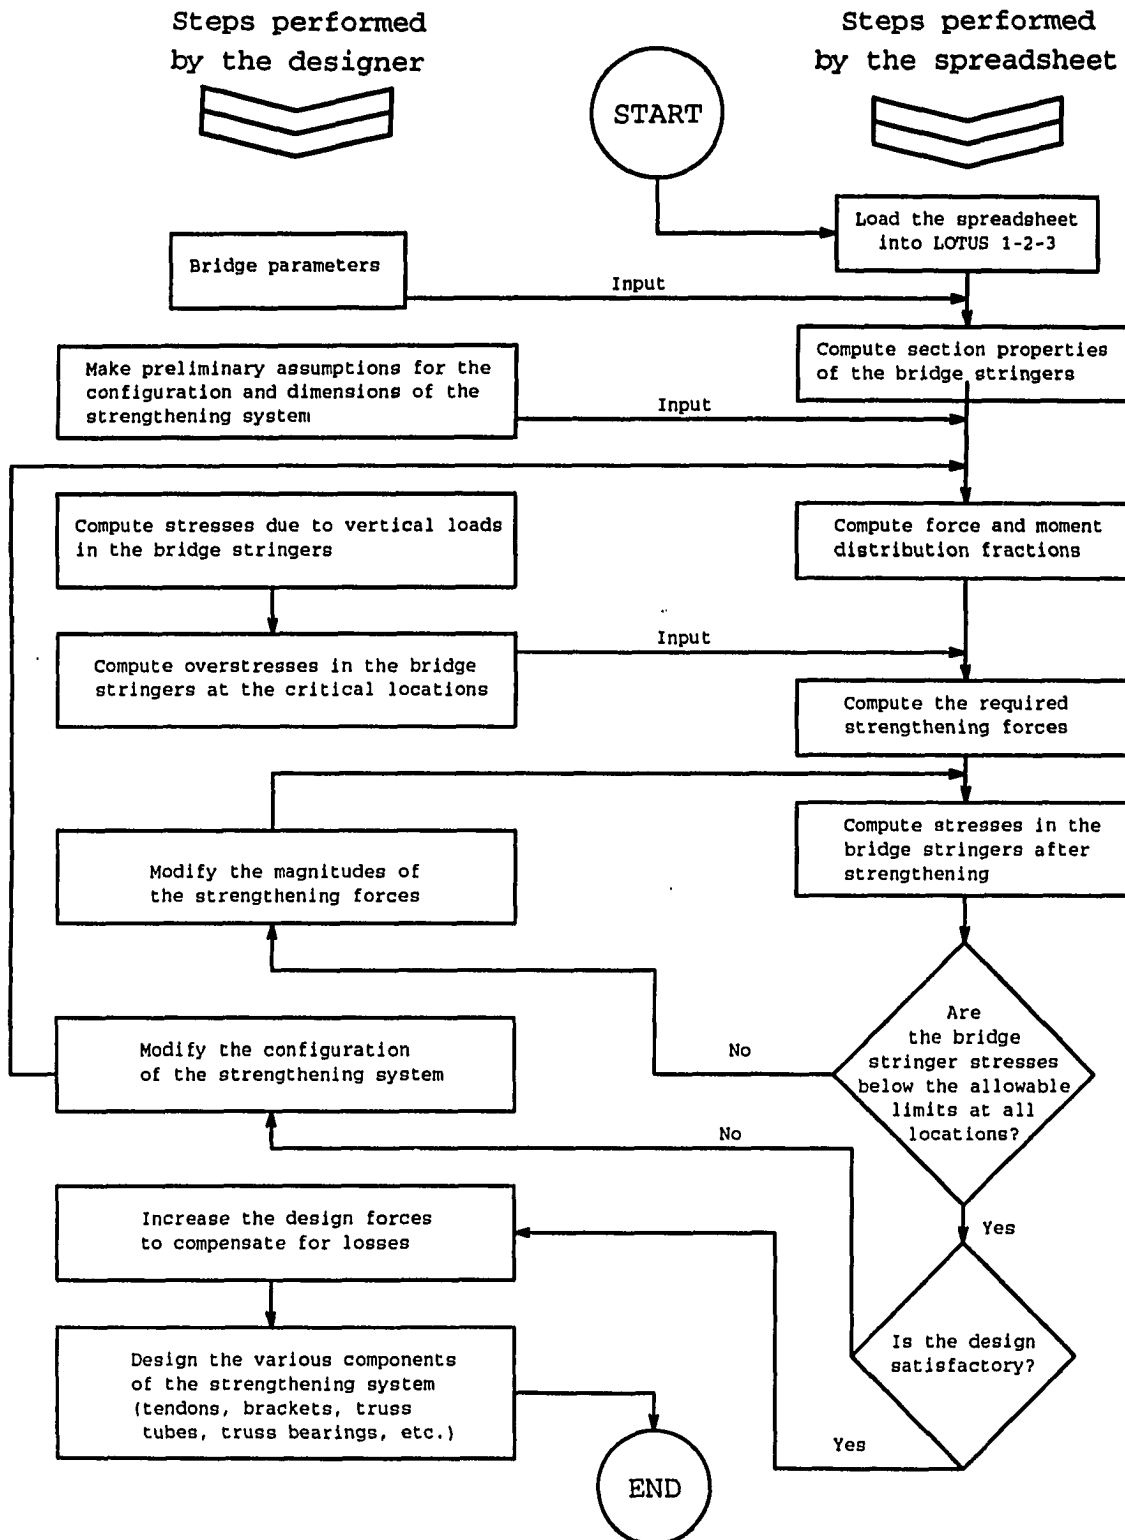 Steps performed
by the designer
Steps performed
by the spreadsheet
START
Load the spreadsheet
into LOTUS 1-2-3
Bridge parameters
Input
Compute section properties
of the bridge stringers
Make preliminary assumptions for the
configuration and dimensions of the
strengthening system
Input
Compute stresses due to vertical loads
in the bridge stringers
Compute force and moment
distribution fractions
Input
Compute overstresses in the bridge
stringers at the critical locations
Compute the required
strengthening forces
Compute stresses in the
bridge stringers after
strengthening
Modify the magnitudes of
the strengthening forces
Are
the bridge
stringer stresses
below the allowable
limits at all
locations?
No
Modify the configuration
of the strengthening system
No
Yes
Increase the design forces
to compensate for losses
Is the design
satisfactory?
Design the various components
of the strengthening system
(tendons, brackets, truss
tubes, truss bearings, etc.)
Yes
END